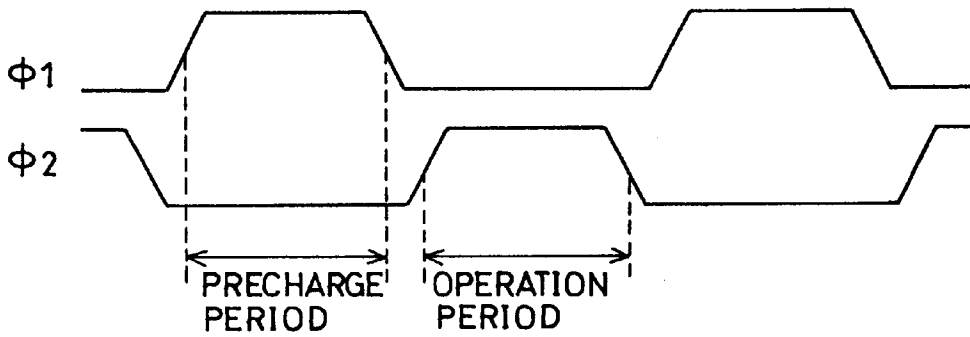 Φ1
Φ2
PRECHARGE
PERIOD
OPERATION
PERIOD